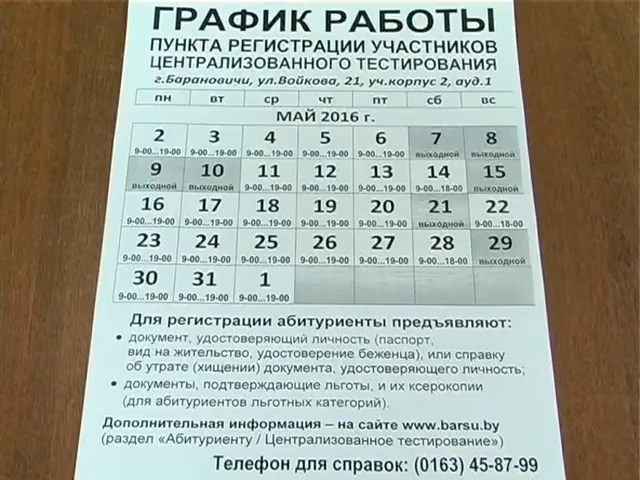 ГРАФИК РАБОТЫ
ПУНКТА РЕГИСТРАЦИИ УЧАСТНИКОВ
ЦЕНТРАЛИЗОВАННОГО ТЕСТИРОВАНИЯ
г.Барановичи, ул.Войкова, 21, уч.корпус 2, ауд.1
пн вт ср чт пт сб вс
МАЙ 2016 г.
2 3 4 5 6 7 8
9-00...19-00 9-00...19-00 9-00...19-00 9-00...19-00 9-00...19-00 выходной выходной
9 10 11 12 13 14 15
выходной выходной 9-00...19-00 9-00...19-00 9-00...19-00 9-00...18-00 выходной
16 17 18 19 20 21 22
9-00...19-00 9-00...19-00 9-00...19-00 9-00...19-00 9-00...19-00 выходной 9-00...18-00
23 24 25 26 27 28 29
9-00...19-00 9-00...19-00 9-00...19-00 9-00...19-00 9-00...19-00 9-00...18-00 выходной
30 31 1
9-00...19-00 9-00...19-00 9-00...19-00
Для регистрации абитуриенты предъявляют:
• документ, удостоверяющий личность (паспорт,
вид на жительство, удостоверение беженца), или справку
об утрате (хищении) документа, удостоверяющего личность;
• документы, подтверждающие льготы, и их ксерокопии
(для абитуриентов льготных категорий).
Дополнительная информация – на сайте www.barsu.by
(раздел «Абитуриенту / Централизованное тестирование»)
Телефон для справок: (0163) 45-87-99